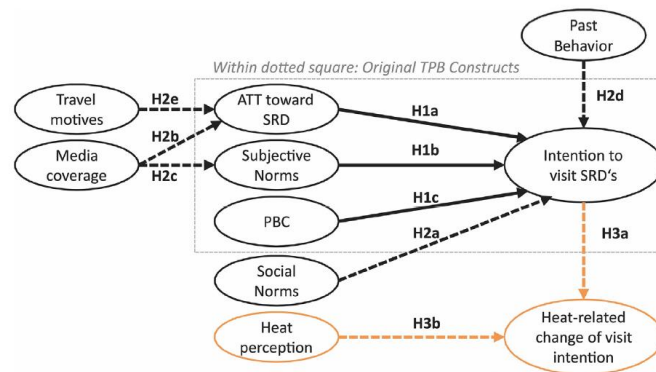 Past
Behavior
Within dotted square: Original TPB Constructs
Travel
motives
H2e
ATT toward
SRD
H1a
H2d
H2b
Media
coverage
H2c
Subjective
Norms
H1b
Intention to
visit SRD's
PBC
H1c
H2a
H3a
Social
Norms
Heat
perception
H3b
Heat-related
change of visit
intention